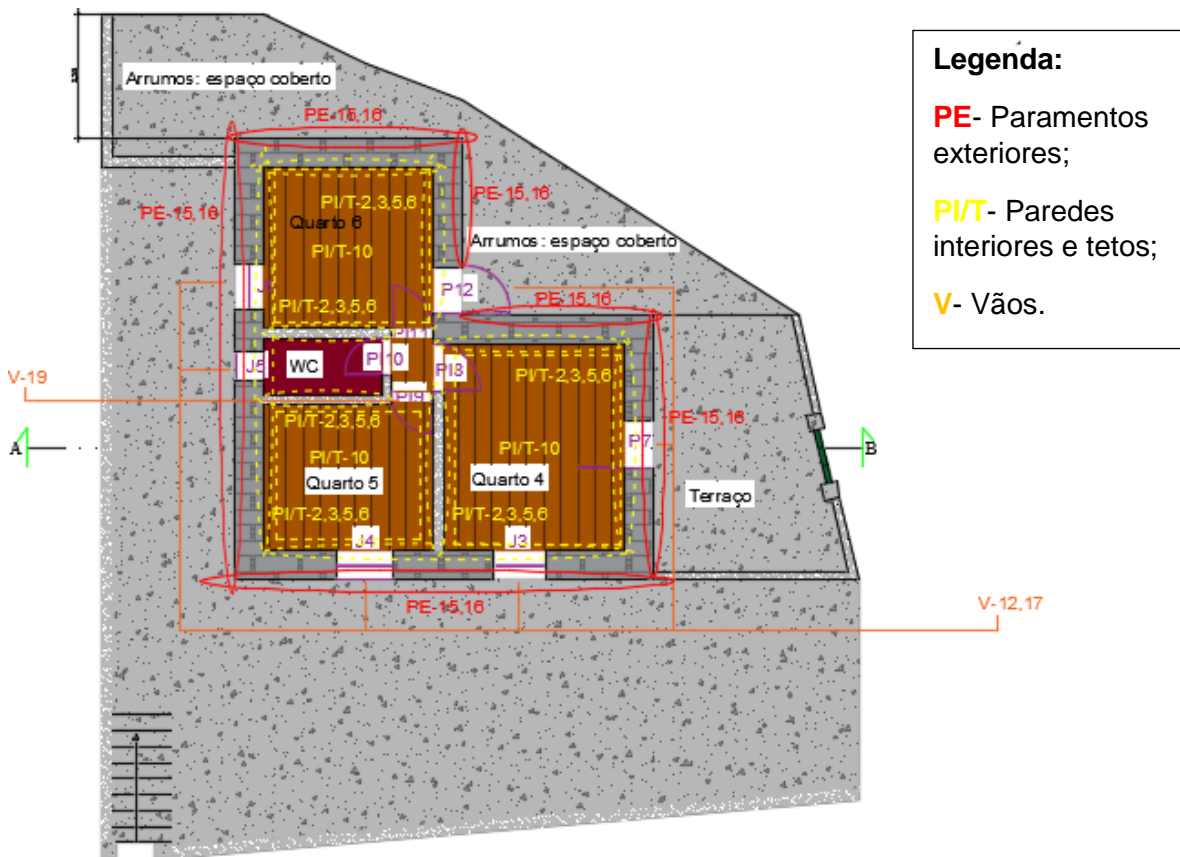 Arrumos: espaço coberto
PE-15,16
PE-15,16
PE-15,16
PI/T-2,3,5,6
Quarto 6
PI/T-10
PI/T-2,3,5,6
Arrumos: espaço coberto
P12
PE-15,16
J5
WC
PI10
PI8
PI9
V-19
PI/T-2,3,5,6
PI/T-2,3,5,6
PE-15,16
P7
A
B
PI/T-10
PI/T-10
Quarto 5
Quarto 4
Terraço
PI/T-2,3,5,6
PI/T-2,3,5,6
J4
J3
PE-15,16
V-12,17
Legenda:
PE- Paramentos
exteriores;
PI/T- Paredes
interiores e tetos;
V- Vãos.